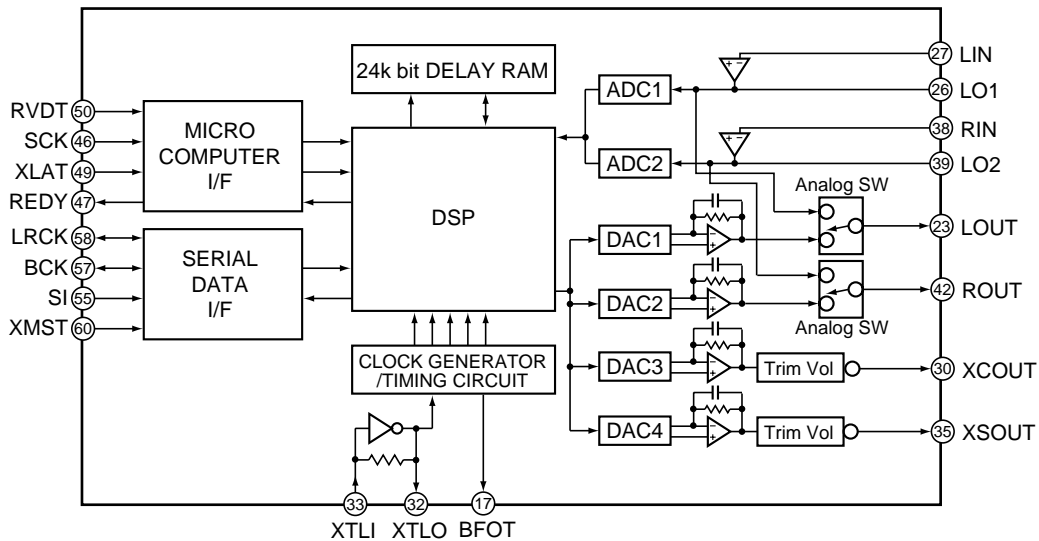 24k bit DELAY RAM
RVDT 50
SCK 46
XLAT 49
REDY 47
LRCK 58
BCK 57
SI 55
XMST 60
MICRO
COMPUTER
I/F
SERIAL
DATA
I/F
DSP
CLOCK GENERATOR
/TIMING CIRCUIT
ADC1
ADC2
DAC1
DAC2
DAC3
DAC4
+ −
+ −
−
+
−
+
−
+
−
+
Analog SW
Analog SW
Trim Vol
Trim Vol
27 LIN
26 LO1
38 RIN
39 LO2
23 LOUT
42 ROUT
30 XCOUT
35 XSOUT
33 32 17
XTLI XTLO BFOT